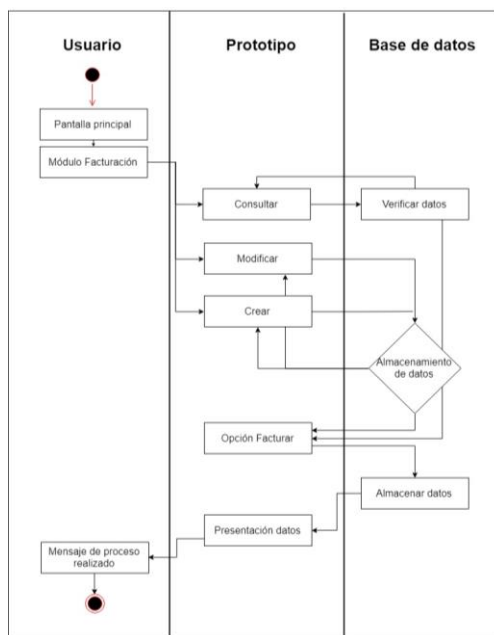 Usuario
Prototipo
Base de datos
Pantalla principal
Módulo Facturación
Consultar
Verificar datos
Modificar
Crear
Almacenamiento
de datos
Opción Facturar
Almacenar datos
Presentación datos
Mensaje de proceso
realizado